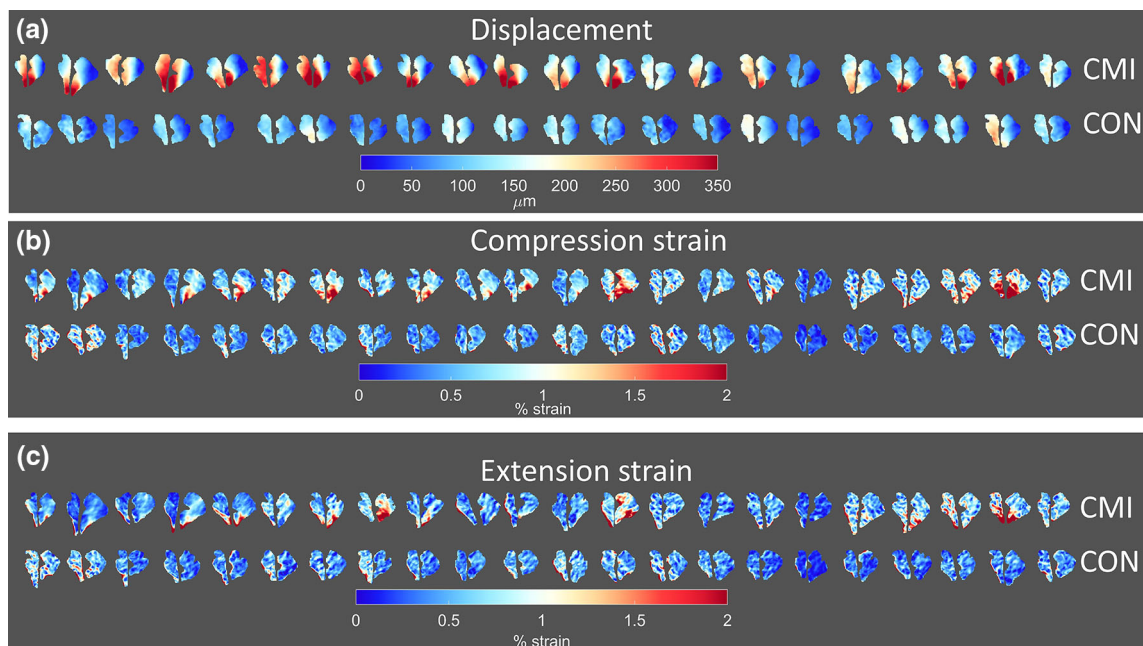 (a)
Displacement
CMI
CON
0 50 100 150 200 250 300 350
μm
(b)
Compression strain
CMI
CON
0 0.5 1 1.5 2
% strain
(c)
Extension strain
CMI
CON
0 0.5 1 1.5 2
% strain